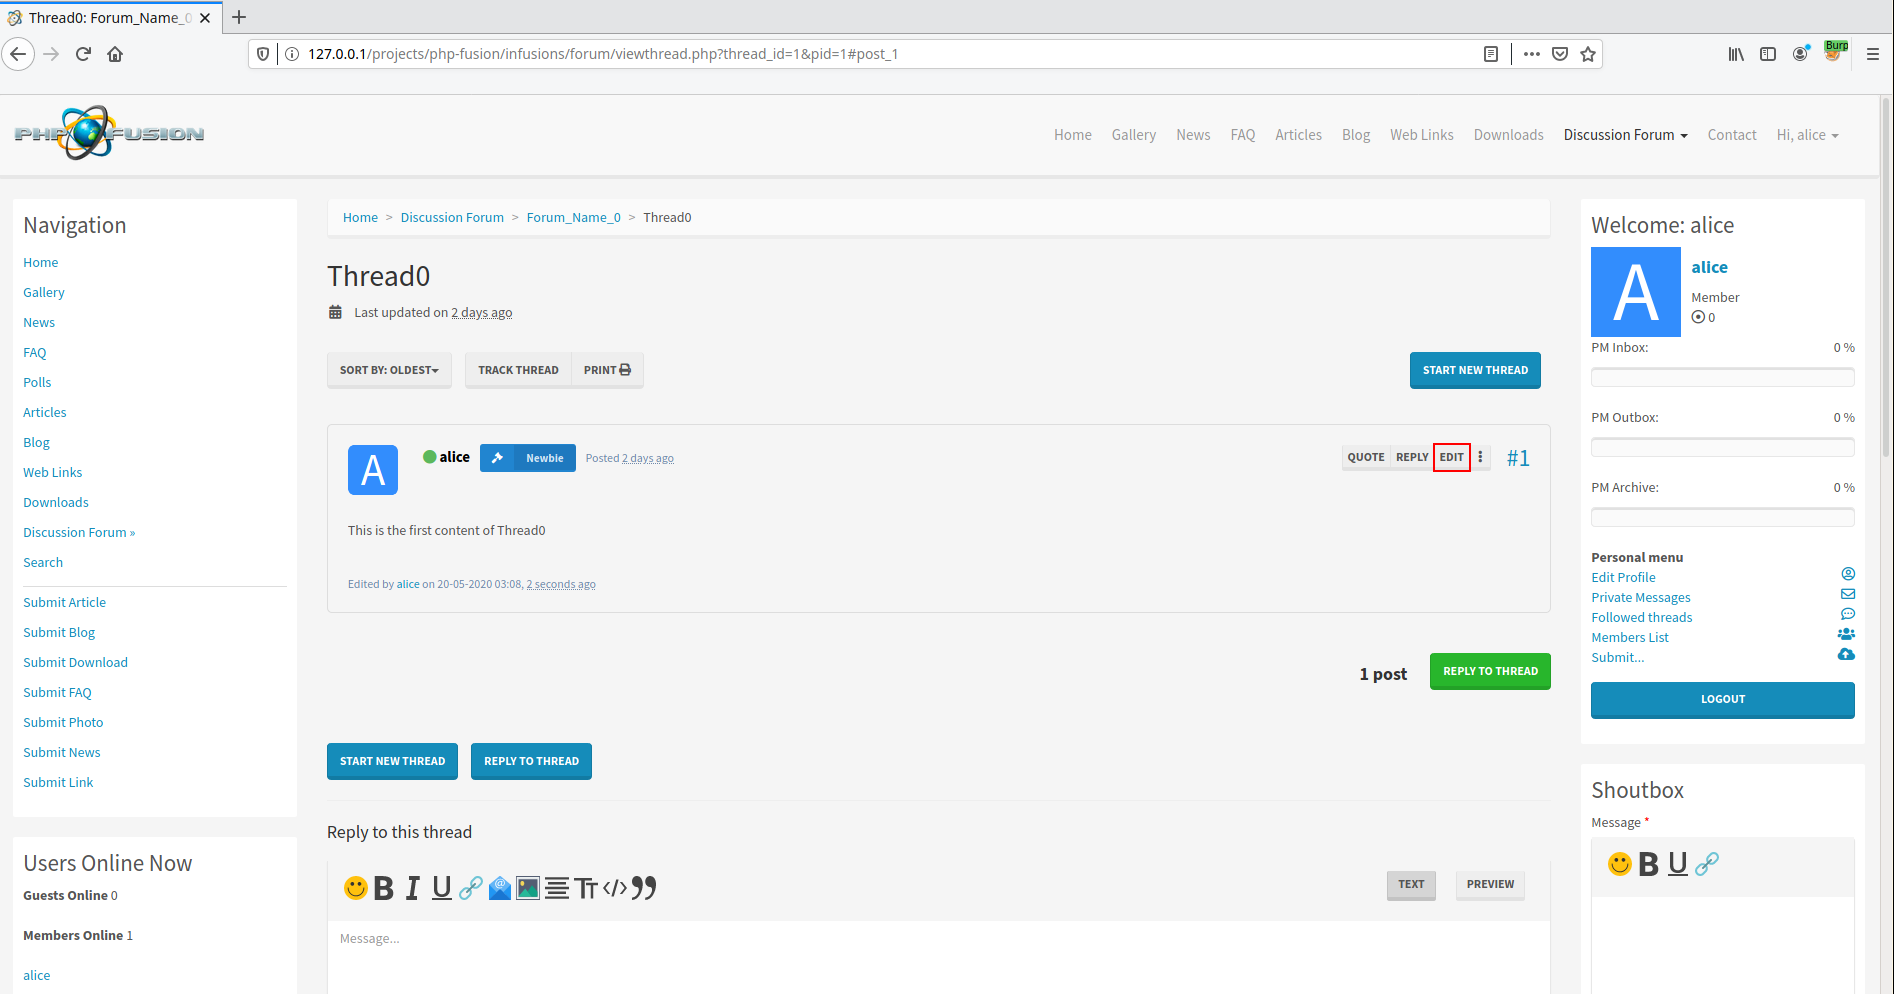 Thread0: Forum_Name_0
127.0.0.1/projects/php-fusion/infusions/forum/viewthread.php?thread_id=1&pid=1#post_1
Burp
PHP FUSION
Home Gallery News FAQ Articles Blog Web Links Downloads Discussion Forum Contact Hi, alice
Navigation
Home
Gallery
News
FAQ
Polls
Articles
Blog
Web Links
Downloads
Discussion Forum »
Search
Submit Article
Submit Blog
Submit Download
Submit FAQ
Submit Photo
Submit News
Submit Link
Users Online Now
Guests Online 0
Members Online 1
alice
Home > Discussion Forum > Forum_Name_0 > Thread0
Thread0
Last updated on 2 days ago
SORT BY: OLDEST TRACK THREAD PRINT START NEW THREAD
A alice Newbie Posted 2 days ago QUOTE REPLY EDIT #1
This is the first content of Thread0
Edited by alice on 20-05-2020 03:08, 2 seconds ago
1 post REPLY TO THREAD
START NEW THREAD REPLY TO THREAD
Reply to this thread
B I U TT </> TEXT PREVIEW
Message...
Welcome: alice
A
alice
Member
0
PM Inbox: 0 %
PM Outbox: 0 %
PM Archive: 0 %
Personal menu
Edit Profile
Private Messages
Followed threads
Members List
Submit...
LOGOUT
Shoutbox
Message *
B U